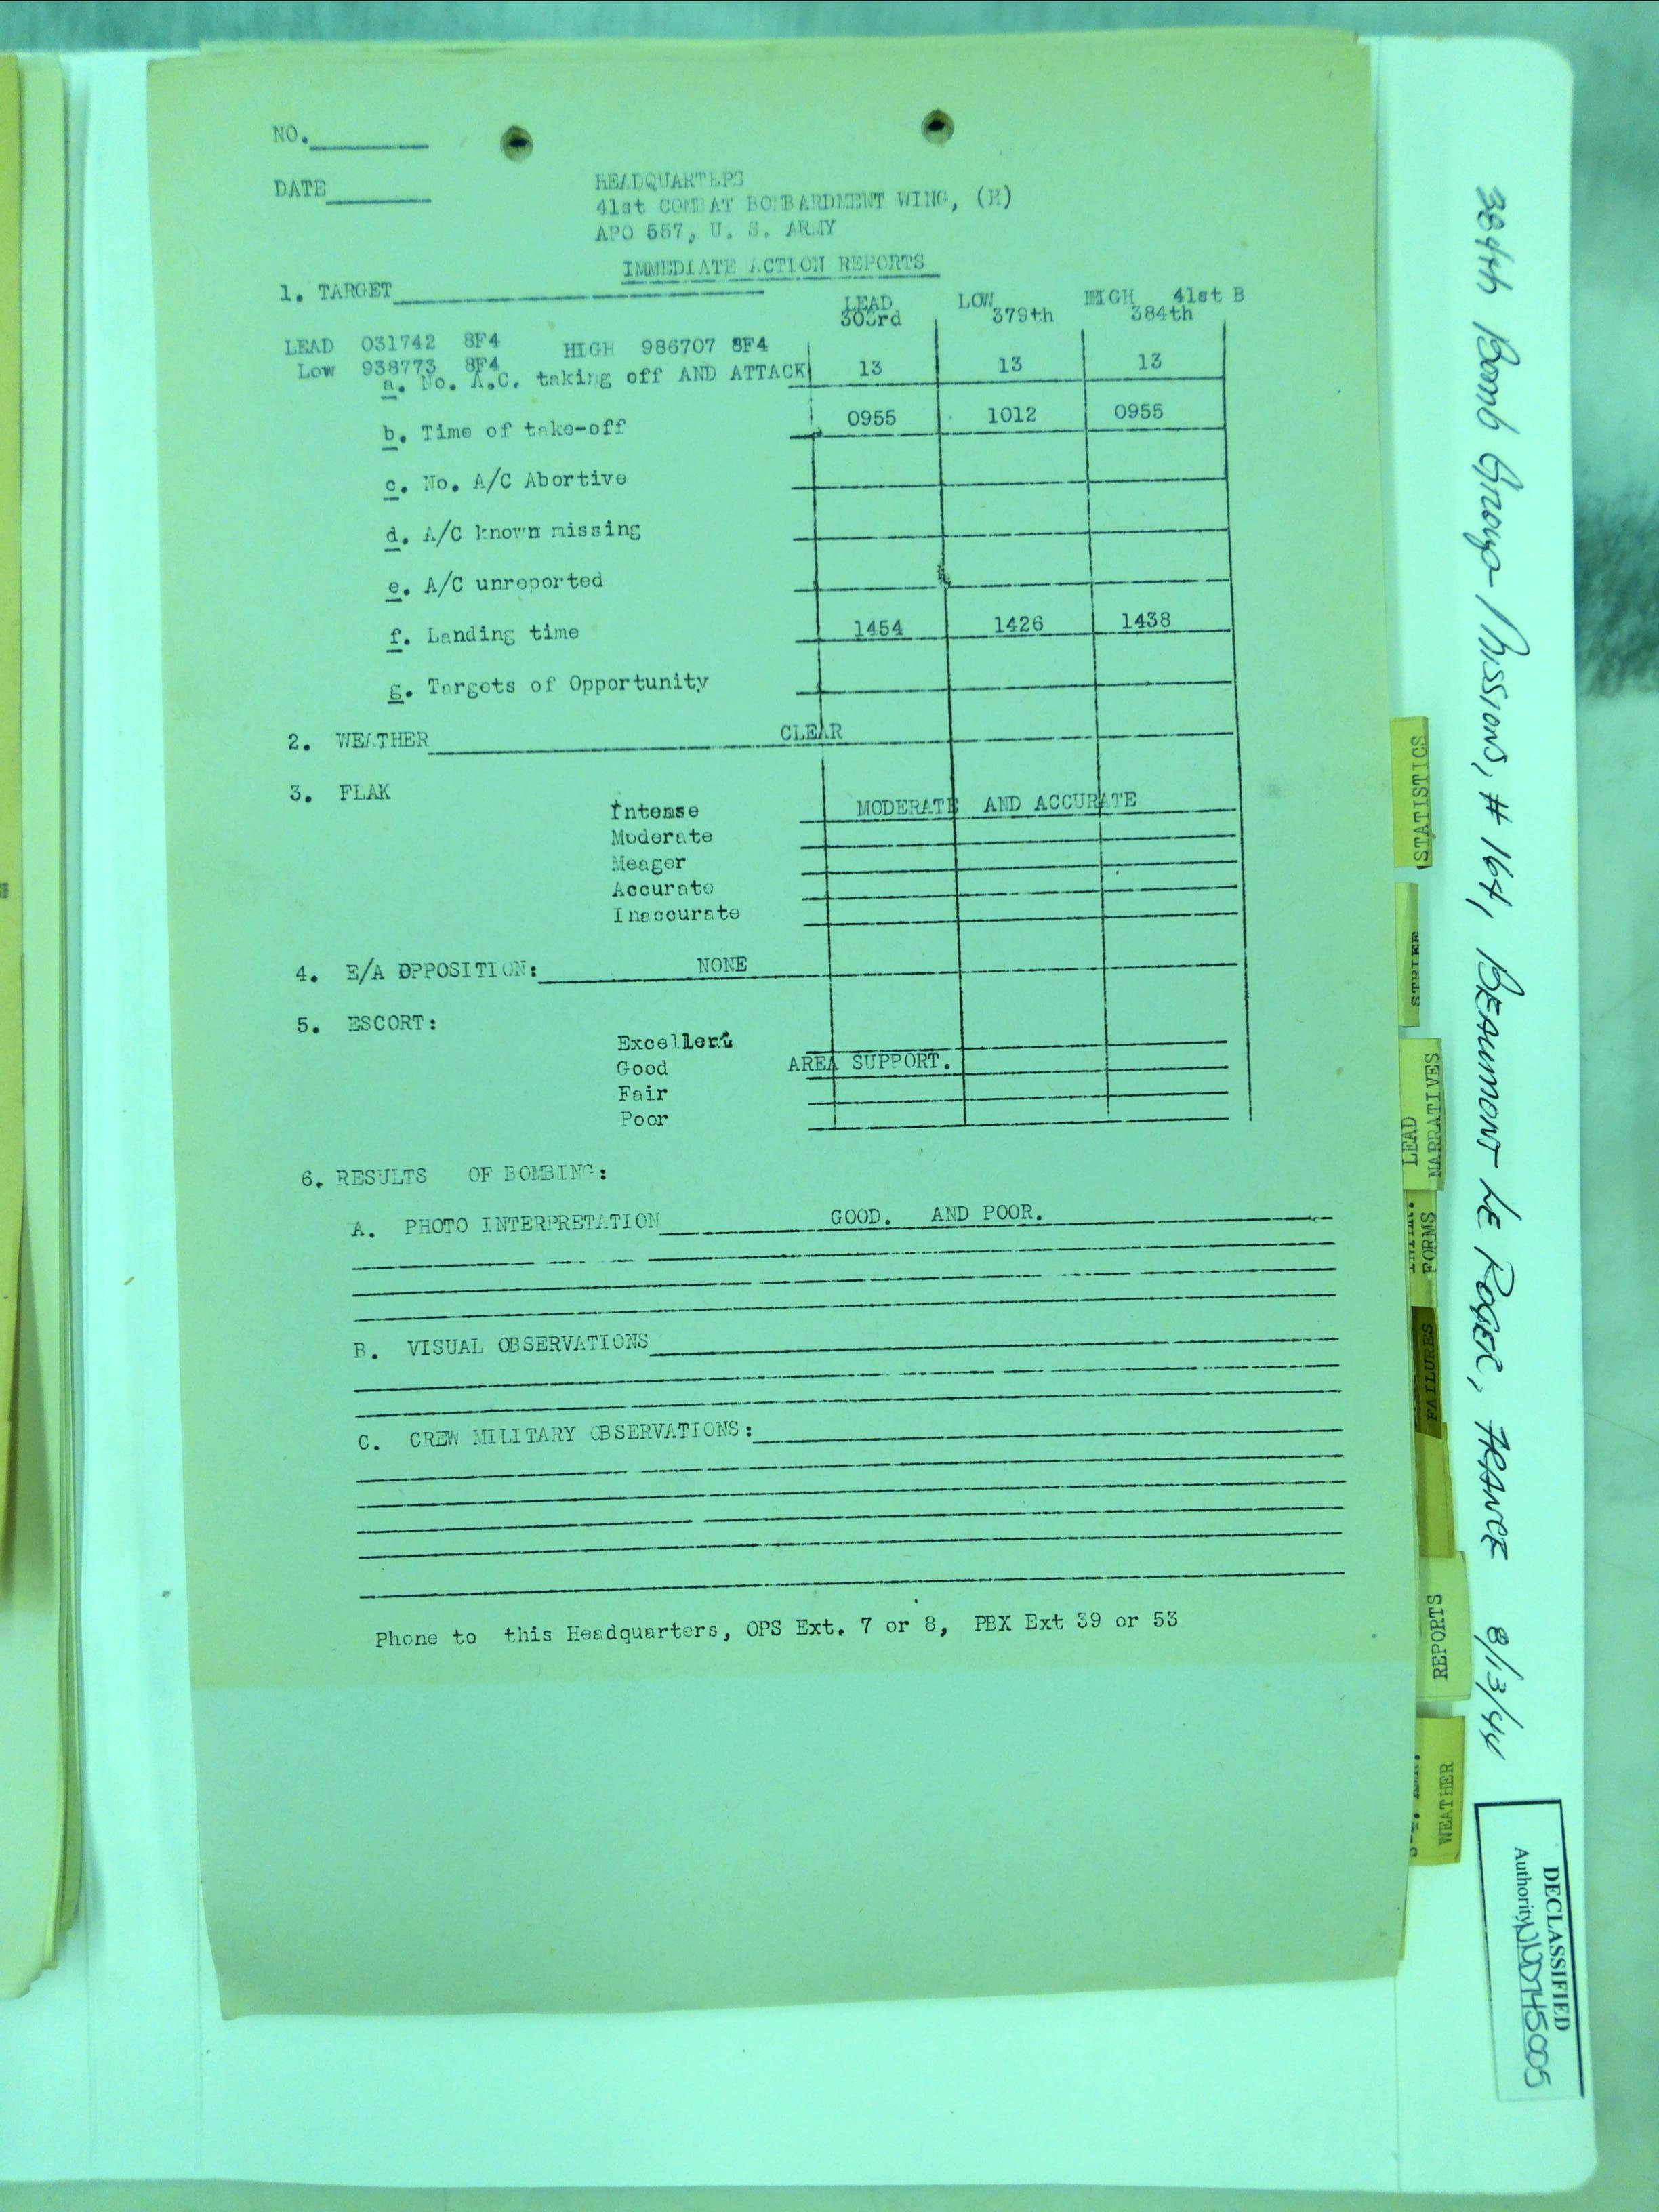 NO.
DATE
HEADQUARTERS
41st COMBAT BOMBARDMENT WING, (H)
APO 557, U. S. ARMY
IMMEDIATE ACTION REPORTS
1. TARGET
LEAD LOW HIGH 41st B
303rd 379th 384th
LEAD 031742 8F4 HIGH 986707 8F4
Low 938773 8F4
a. No. A.C. taking off AND ATTACK 13 13 13
b. Time of take-off 0955 1012 0955
c. No. A/C Abortive
d. A/C known missing
e. A/C unreported
f. Landing time 1454 1426 1438
g. Targets of Opportunity
2. WEATHER CLEAR
3. FLAK
Intense MODERATE AND ACCURATE
Moderate
Meager
Accurate
Inaccurate
4. E/A OPPOSITION: NONE
5. ESCORT:
Excellent
Good AREA SUPPORT.
Fair
Poor
6. RESULTS OF BOMBING:
A. PHOTO INTERPRETATION GOOD. AND POOR.
B. VISUAL OBSERVATIONS
C. CREW MILITARY OBSERVATIONS:
Phone to this Headquarters, OPS Ext. 7 or 8, PBX Ext 39 or 53
STATISTICS
STRIKE
LEAD
NARRATIVES
FORMS
FAILURES
REPORTS
WEATHER
384th Bomb Group Missions, # 164, BEAUMONT LE ROGER, FRANCE 8/13/44
DECLASSIFIED
Authority NND745005